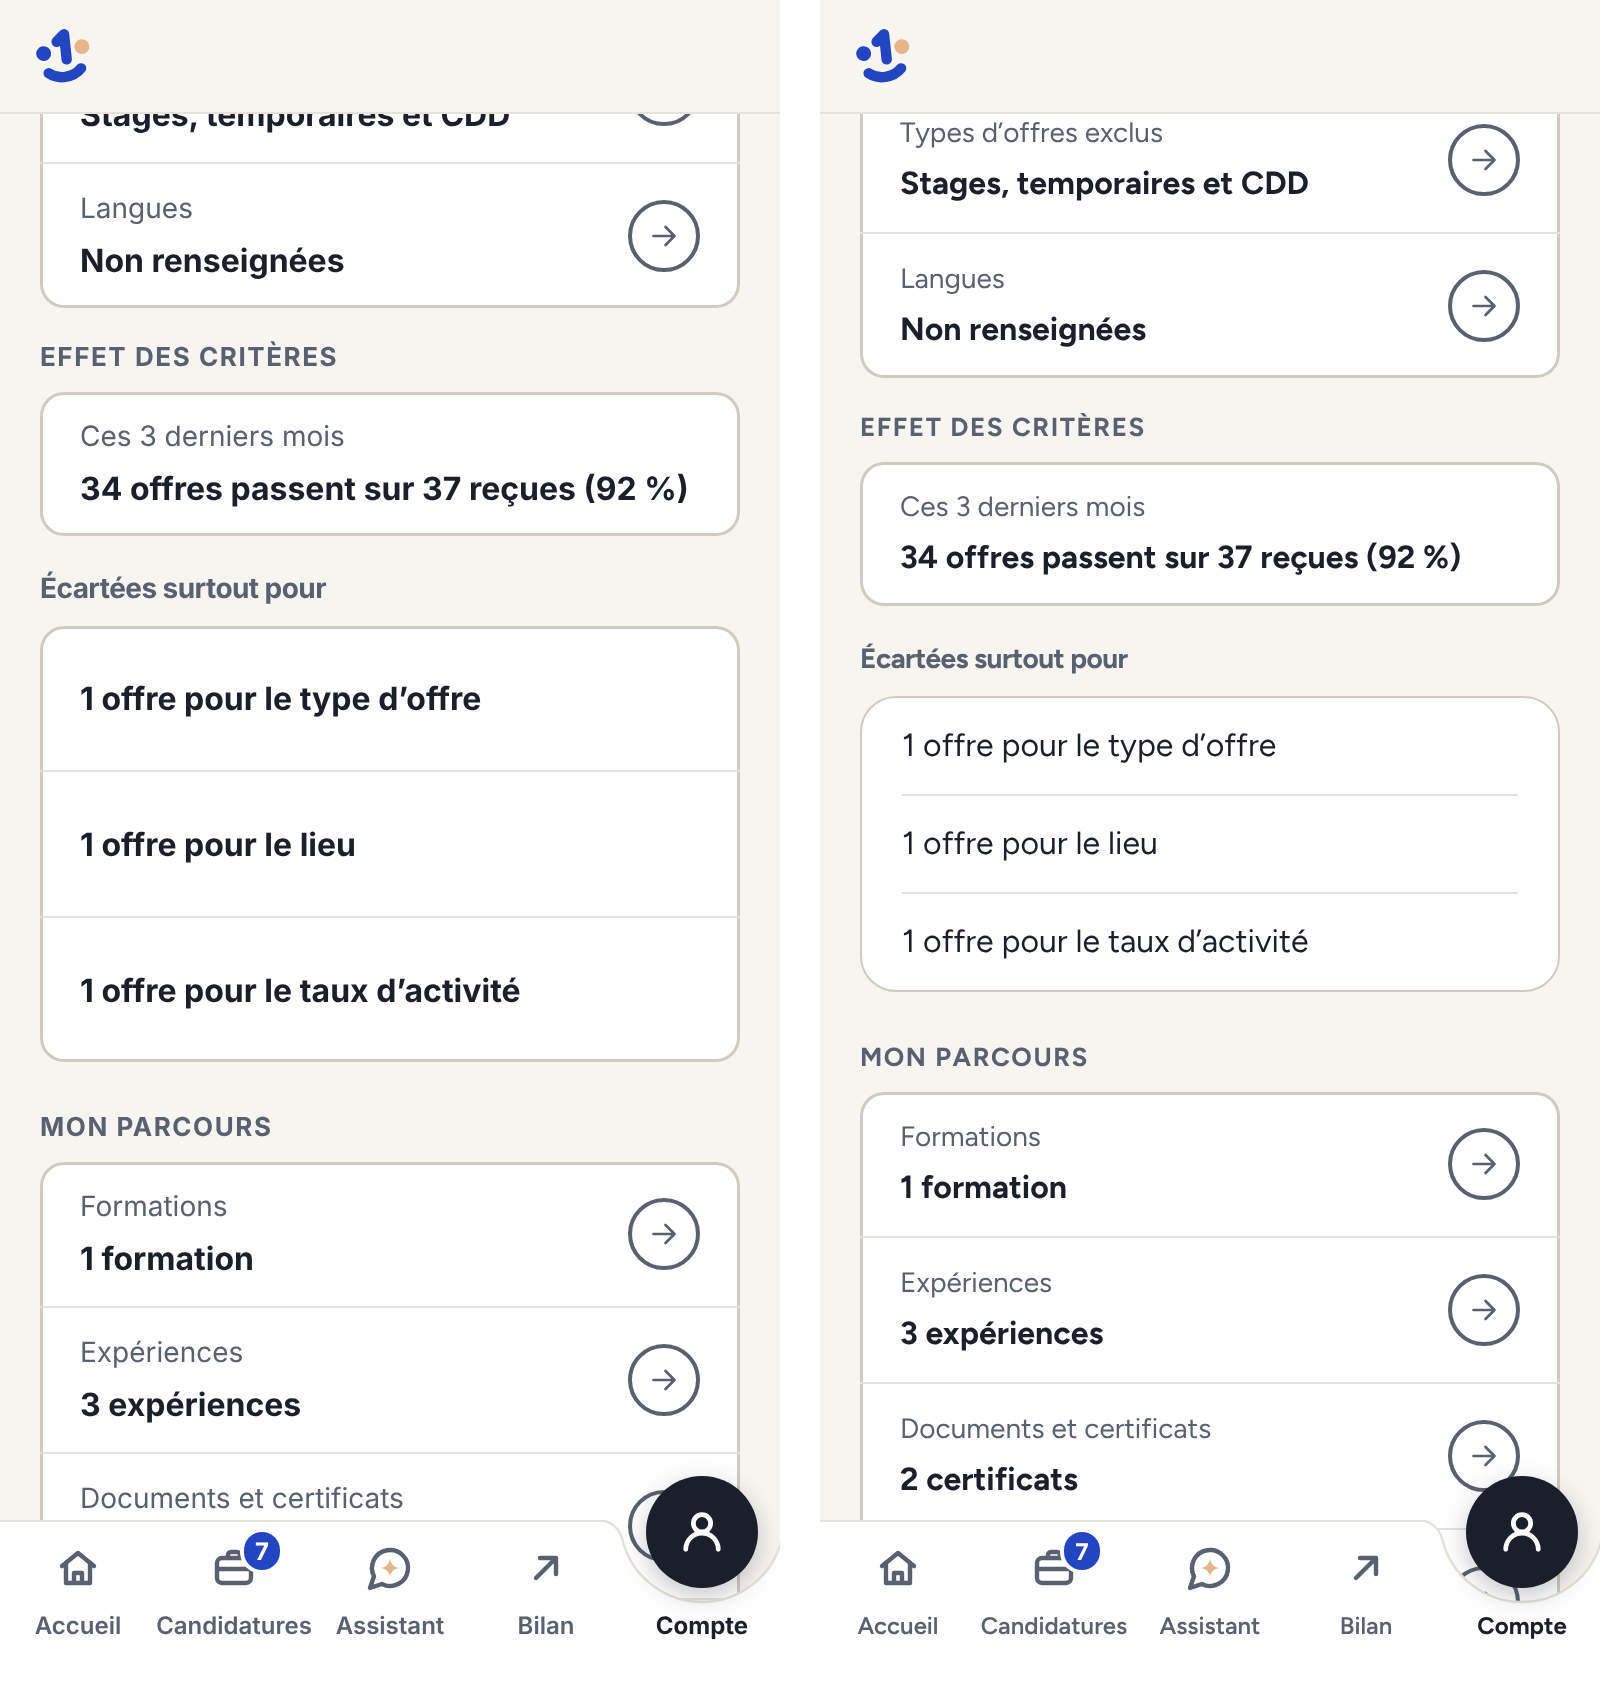 Stages, temporaires et CDD
Langues
Non renseignées
EFFET DES CRITÈRES
Ces 3 derniers mois
34 offres passent sur 37 reçues (92 %)
Écartées surtout pour
1 offre pour le type d’offre
1 offre pour le lieu
1 offre pour le taux d’activité
MON PARCOURS
Formations
1 formation
Expériences
3 expériences
Documents et certificats
7
Accueil
Candidatures
Assistant
Bilan
Compte
Types d’offres exclus
Stages, temporaires et CDD
Langues
Non renseignées
EFFET DES CRITÈRES
Ces 3 derniers mois
34 offres passent sur 37 reçues (92 %)
Écartées surtout pour
1 offre pour le type d’offre
1 offre pour le lieu
1 offre pour le taux d’activité
MON PARCOURS
Formations
1 formation
Expériences
3 expériences
Documents et certificats
2 certificats
7
Accueil
Candidatures
Assistant
Bilan
Compte